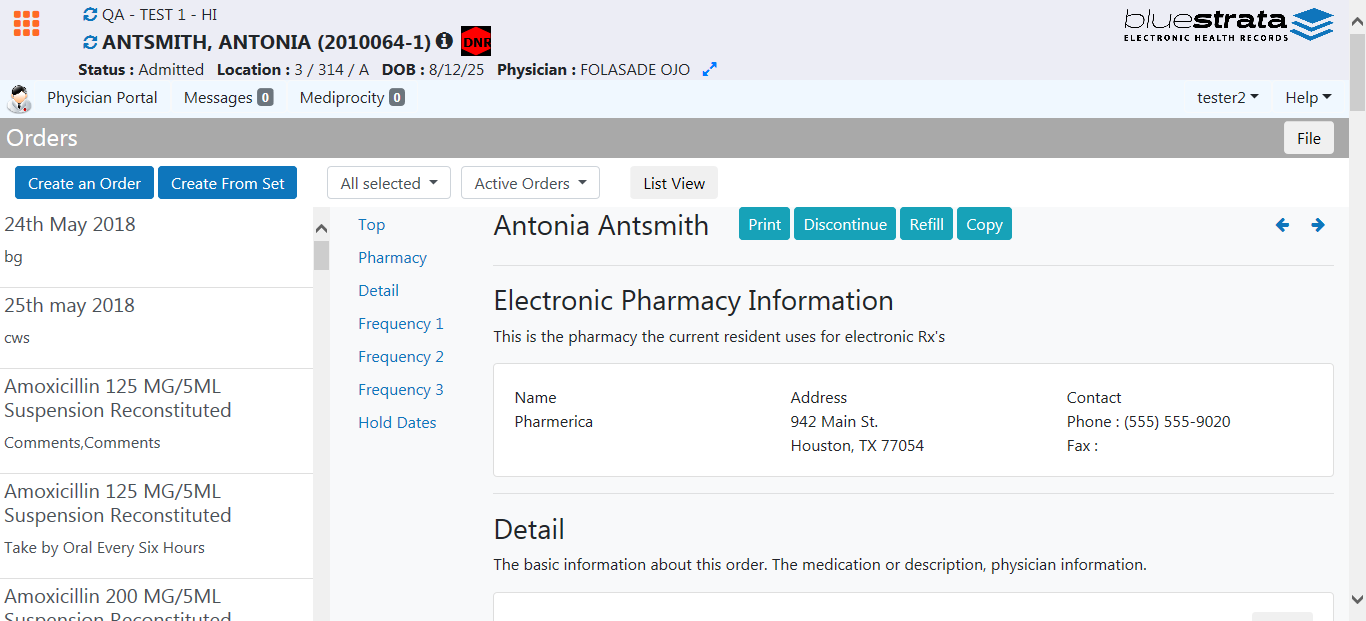 QA - TEST 1 - HI
ANTSMITH, ANTONIA (2010064-1) DNR
Status : Admitted Location : 3 / 314 / A DOB : 8/12/25 Physician : FOLASADE OJO
bluestrata
ELECTRONIC HEALTH RECORDS
Physician Portal Messages 0 Mediprocity 0 tester2 Help
Orders File
Create an Order Create From Set All selected Active Orders List View
24th May 2018
bg
25th may 2018
cws
Amoxicillin 125 MG/5ML
Suspension Reconstituted
Comments,Comments
Amoxicillin 125 MG/5ML
Suspension Reconstituted
Take by Oral Every Six Hours
Amoxicillin 200 MG/5ML
Suspension Reconstituted
Top
Pharmacy
Detail
Frequency 1
Frequency 2
Frequency 3
Hold Dates
Antonia Antsmith Print Discontinue Refill Copy
Electronic Pharmacy Information
This is the pharmacy the current resident uses for electronic Rx's
Name Address Contact
Pharmerica 942 Main St. Phone : (555) 555-9020
Houston, TX 77054 Fax :
Detail
The basic information about this order. The medication or description, physician information.